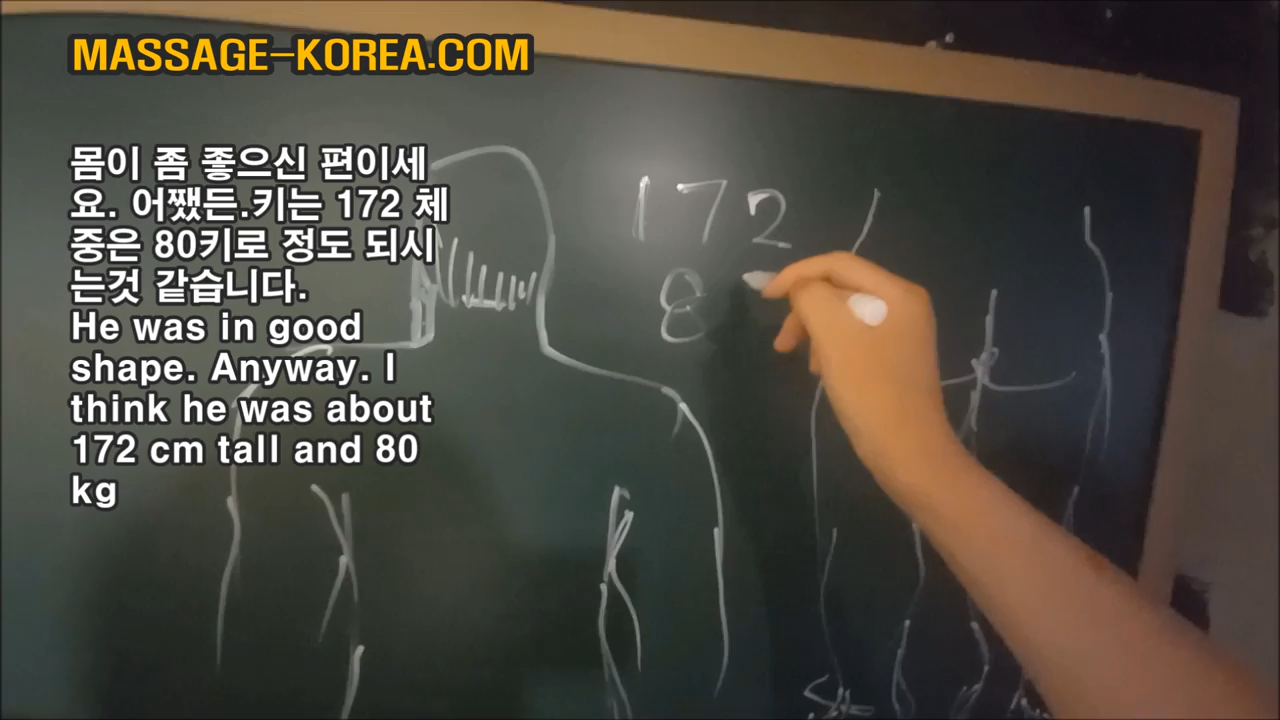 MASSAGE-KOREA.COM
몸이 좀 좋으신 편이세
요. 어쨌든.키는 172 체
중은 80키로 정도 되시
는것 같습니다.
He was in good
shape. Anyway. I
think he was about
172 cm tall and 80
kg
172
8